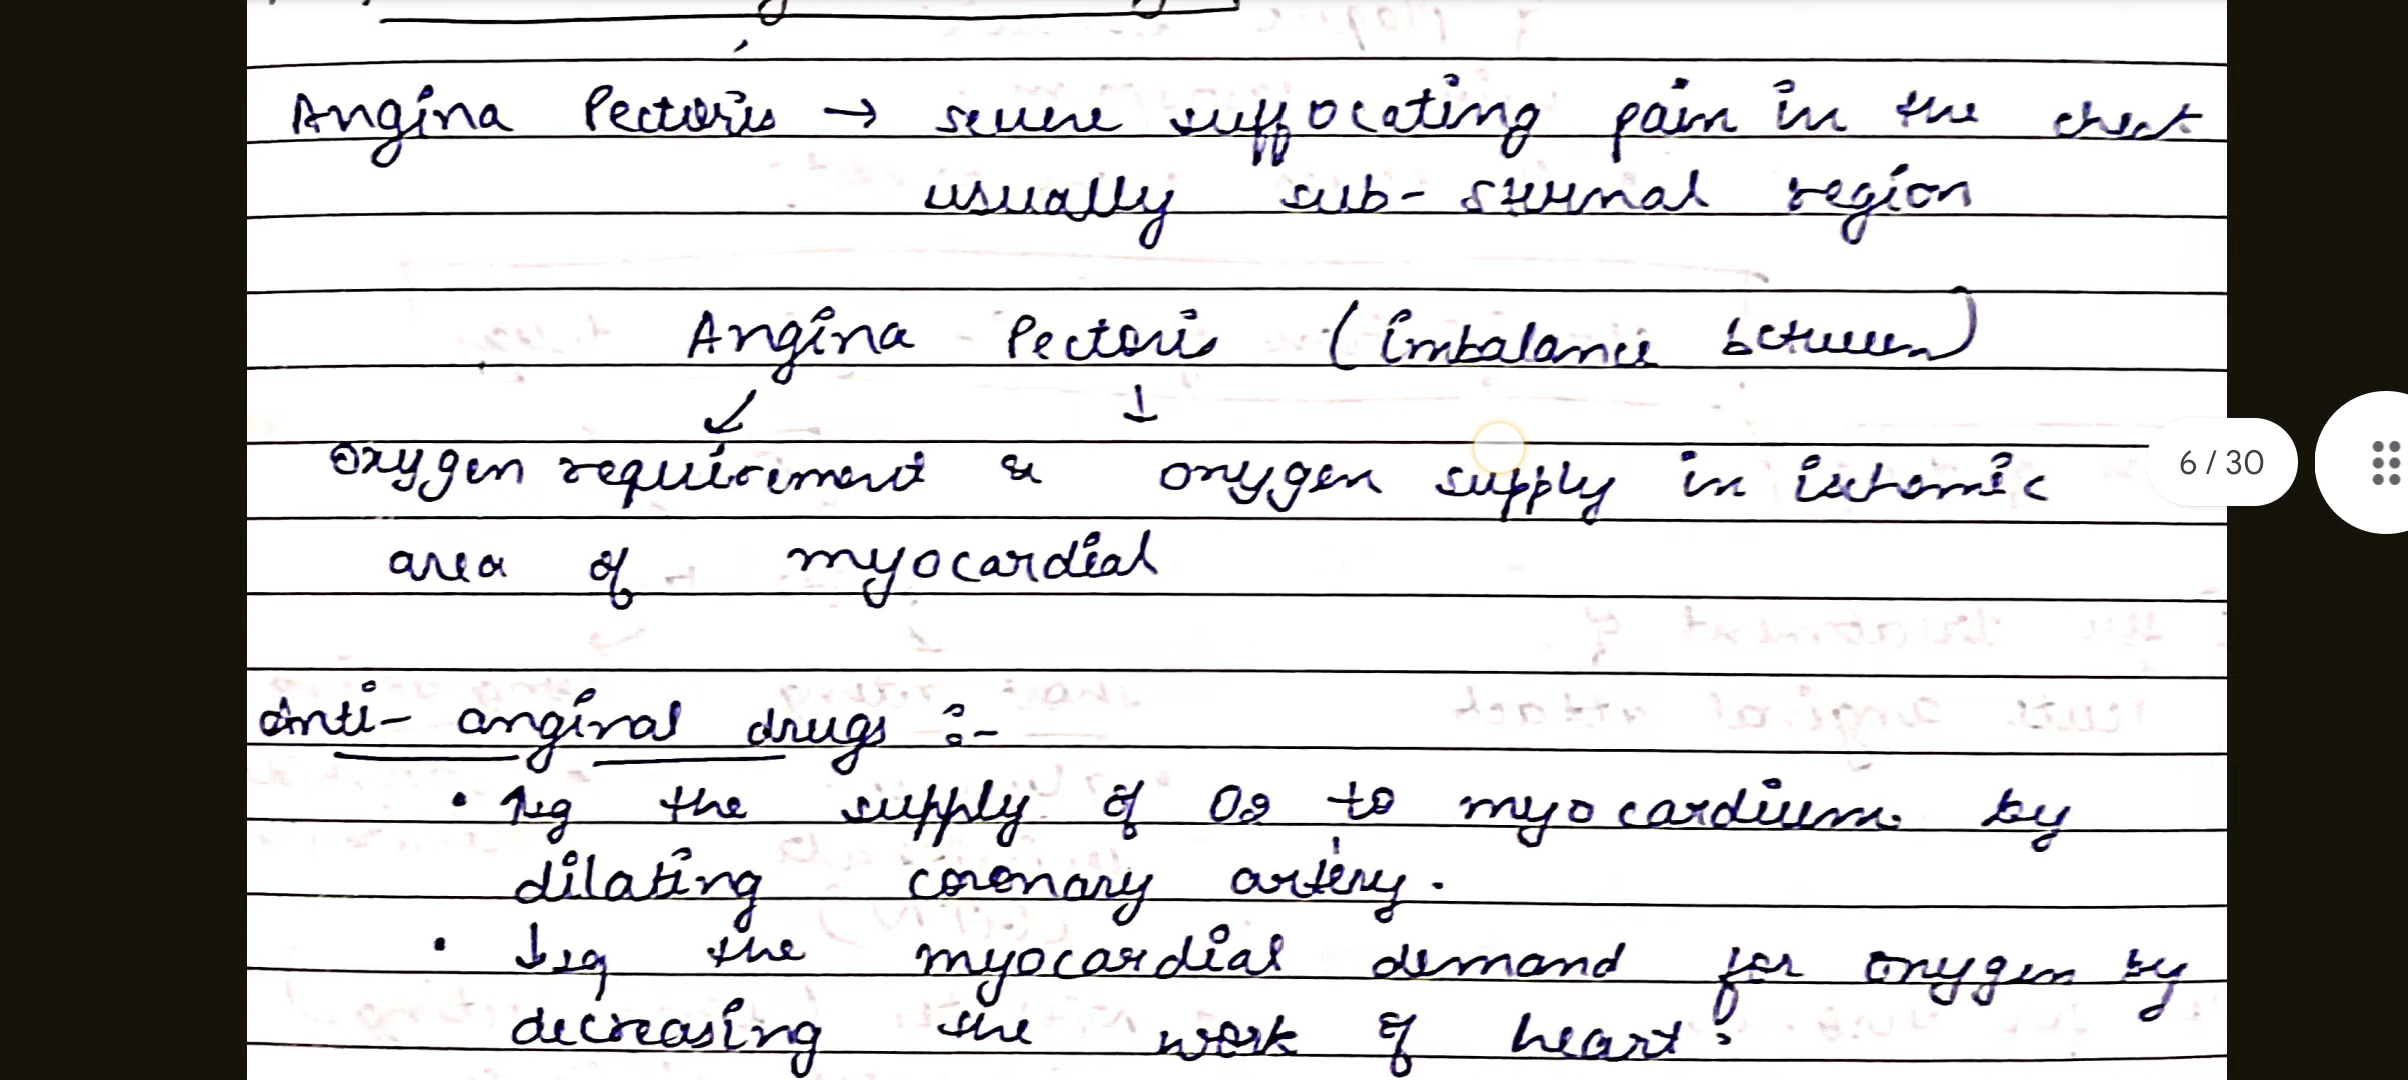 Angina Pectoris → severe suffocating pain in the chest
usually sub-sternal region
Angina Pectoris (imbalance between)
↙ ↓
oxygen requirement & oxygen supply in ischemic
area of myocardial
Anti-anginal drugs :-
• ↑sg the supply of O2 to myocardium by
dilating coronary artery.
• ↓sg the myocardial demand for oxygen by
decreasing the work of heart.
6 / 30